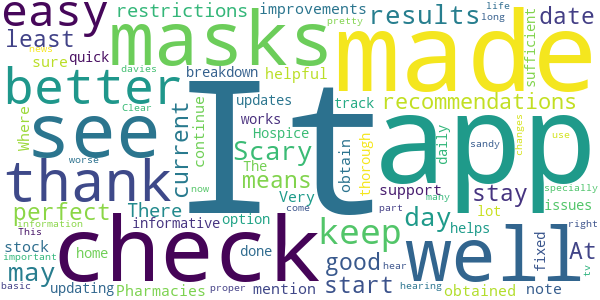 easy
restrictions
improvements
pretty
life
long
results
date
least
masks
made
sufficient
news
sure
quick
breakdown
helpful
better
davies
Clear
updates
track
recommendations
Where
see
current
continue
works
Hospice
It
app
worse
Scary
obtain
thorough
daily
sandy
changes
use
thank
The
means
Very
support
stay
specially
now
many
perfect
There
option
come
keep
day
helps
lot
issues
information
This
informative
part
right
check
well
stock
home
done
good
hear
fixed
At
important
may
mention
start
hearing
tv
basic
updating
Pharmacies
proper
obtained
note